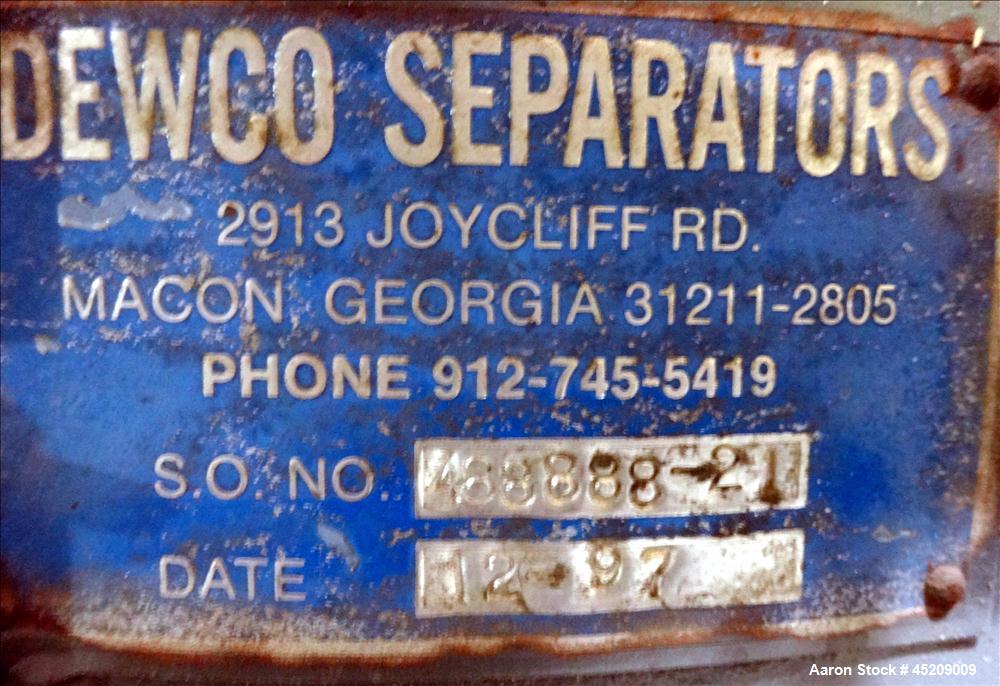 DEWCO SEPARATORS
2913 JOYCLIFF RD.
MACON, GEORGIA 31211-2805
PHONE 912-745-5419
S.O. NO. 488888-21
DATE 12-97
Aaron Stock # 45209009